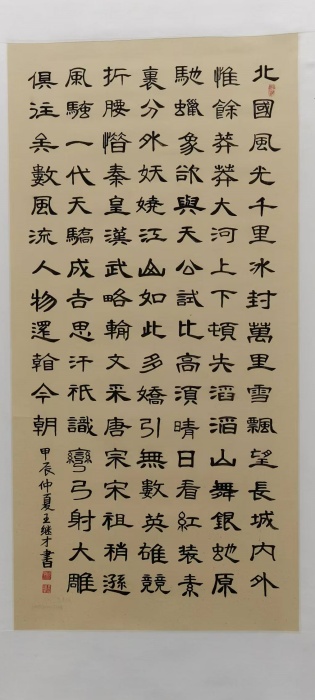 北國風光千里冰封萬里雪飄望長城內外
惟餘莽莽大河上下頓失滔滔山舞銀虵原
馳蠟象欲與天公試比高須晴日看紅裝素
裹分外妖嬈江山如此多嬌引無數英雄競
折腰惜秦皇漢武略輸文采唐宗宋祖稍遜
風騷一代天驕成吉思汗祇識彎弓射大雕
俱往矣數風流人物還看今朝
甲辰仲夏王继才書